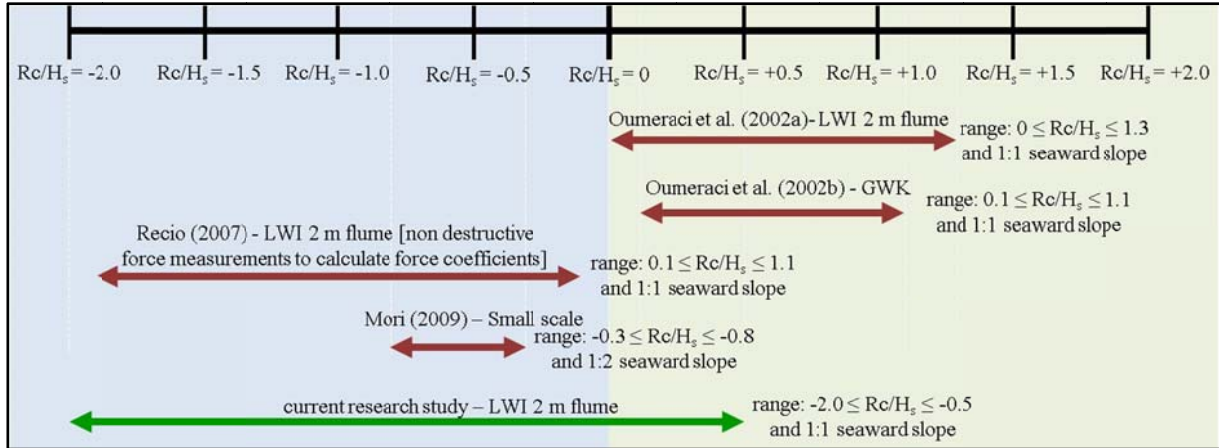 Rc/Hs = -2.0
Rc/Hs = -1.5
Rc/Hs = -1.0
Rc/Hs = -0.5
Rc/Hs = 0
Rc/Hs = +0.5
Rc/Hs = +1.0
Rc/Hs = +1.5
Rc/Hs = +2.0
Oumeraci et al. (2002a)- LWI 2 m flume
range: 0 ≤ Rc/Hs ≤ 1.3
and 1:1 seaward slope
Oumeraci et al. (2002b) - GWK
range: 0.1 ≤ Rc/Hs ≤ 1.1
and 1:1 seaward slope
Recio (2007) - LWI 2 m flume [non destructive
force measurements to calculate force coefficients]
range: 0.1 ≤ Rc/Hs ≤ 1.1
and 1:1 seaward slope
Mori (2009) – Small scale
range: -0.3 ≤ Rc/Hs ≤ -0.8
and 1:2 seaward slope
current research study – LWI 2 m flume
range: -2.0 ≤ Rc/Hs ≤ -0.5
and 1:1 seaward slope